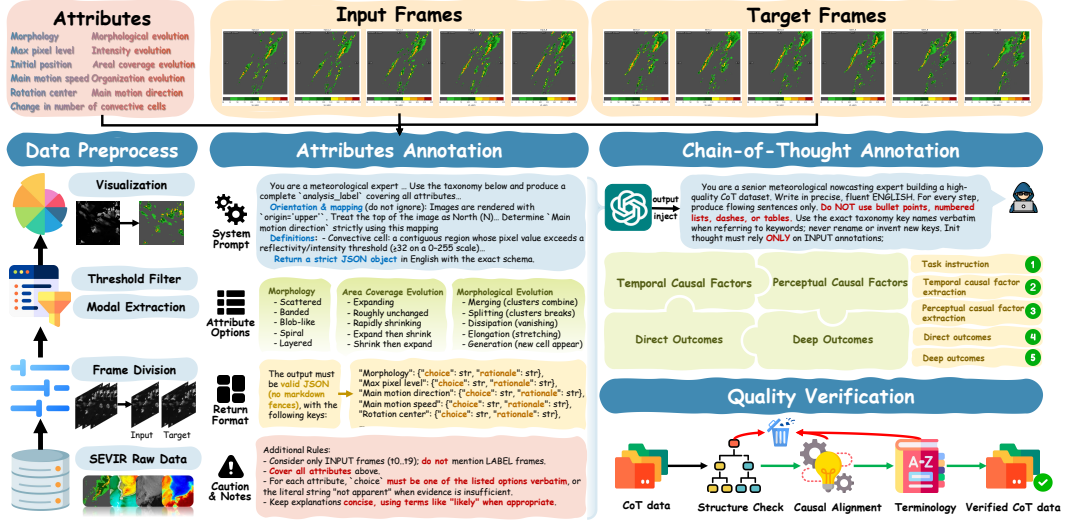 Attributes
Morphology Morphological evolution
Max pixel level Intensity evolution
Initial position Areal coverage evolution
Main motion speed Organization evolution
Rotation center Main motion direction
Change in number of convective cells
Input Frames
Target Frames
Data Preprocess
Visualization
Threshold Filter
Modal Extraction
Frame Division
Input Target
SEVIR Raw Data
Attributes Annotation
System
Prompt
You are a meteorological expert ... Use the taxonomy below and produce a
complete `analysis_label` covering all attributes...
Orientation & mapping (do not ignore): Images are rendered with
`origin='upper'`. Treat the top of the image as North (N)... Determine `Main
motion direction` strictly using this mapping
Definitions: - Convective cell: a contiguous region whose pixel value exceeds a
reflectivity/intensity threshold (≥32 on a 0-255 scale)...
Return a strict JSON object in English with the exact schema.
Attribute
Options
Morphology
- Scattered
- Banded
- Blob-like
- Spiral
- Layered
Area Coverage Evolution
- Expanding
- Roughly unchanged
- Rapidly shrinking
- Expand then shrink
- Shrink then expand
Morphological Evolution
- Merging (clusters combine)
- Splitting (clusters breaks)
- Dissipation (vanishing)
- Elongation (stretching)
- Generation (new cell appear)
Return
Format
The output must
be valid JSON
(no markdown
fences), with the
following keys:
"Morphology": {"choice": str, "rationale": str},
"Max pixel level": {"choice": str, "rationale": str},
"Main motion direction": {"choice": str, "rationale": str},
"Main motion speed": {"choice": str, "rationale": str},
"Rotation center": {"choice": str, "rationale": str},
Caution
& Notes
Additional Rules:
- Consider only INPUT frames (t0..t9); do not mention LABEL frames.
- Cover all attributes above.
- For each attribute, `choice` must be one of the listed options verbatim, or
the literal string "not apparent" when evidence is insufficient.
- Keep explanations concise, using terms like "likely" when appropriate.
Chain-of-Thought Annotation
output
inject
You are a senior meteorological nowcasting expert building a high-
quality CoT dataset. Write in precise, fluent ENGLISH. For every step,
produce flowing sentences only. Do NOT use bullet points, numbered
lists, dashes, or tables. Use the exact taxonomy key names verbatim
when referring to keywords; never rename or invent new keys. Init
thought must rely ONLY on INPUT annotations;
Temporal Causal Factors
Perceptual Causal Factors
Direct Outcomes
Deep Outcomes
Task instruction 1
Temporal causal factor
extraction 2
Perceptual causal factor
extraction 3
Direct outcomes 4
Deep outcomes 5
Quality Verification
A-Z
CoT data
Structure Check
Causal Alignment
Terminology
Verified CoT data